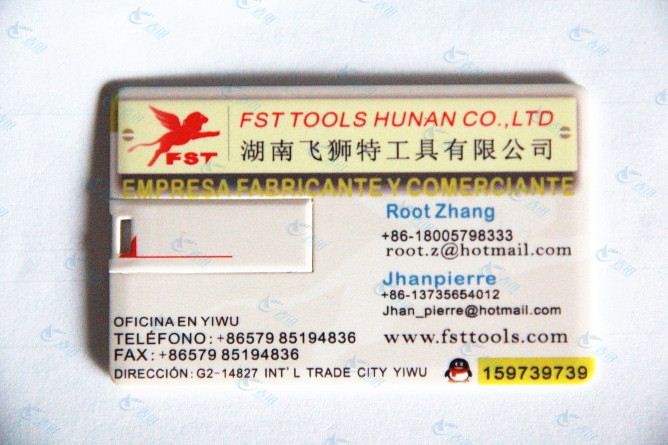 FST
FST TOOLS HUNAN CO.,LTD
湖南飞狮特工具有限公司
EMPRESA FABRICANTE Y COMERCIANTE
Root Zhang
+86-18005798333
root.z@hotmail.com
Jhanpierre
+86-13735654012
Jhan_pierre@hotmail.com
www.fsttools.com
OFICINA EN YIWU
TELÉFONO: +86579 85194836
FAX: +86579 85194836
DIRECCIÓN: G2-14827 INT'L TRADE CITY YIWU
159739739